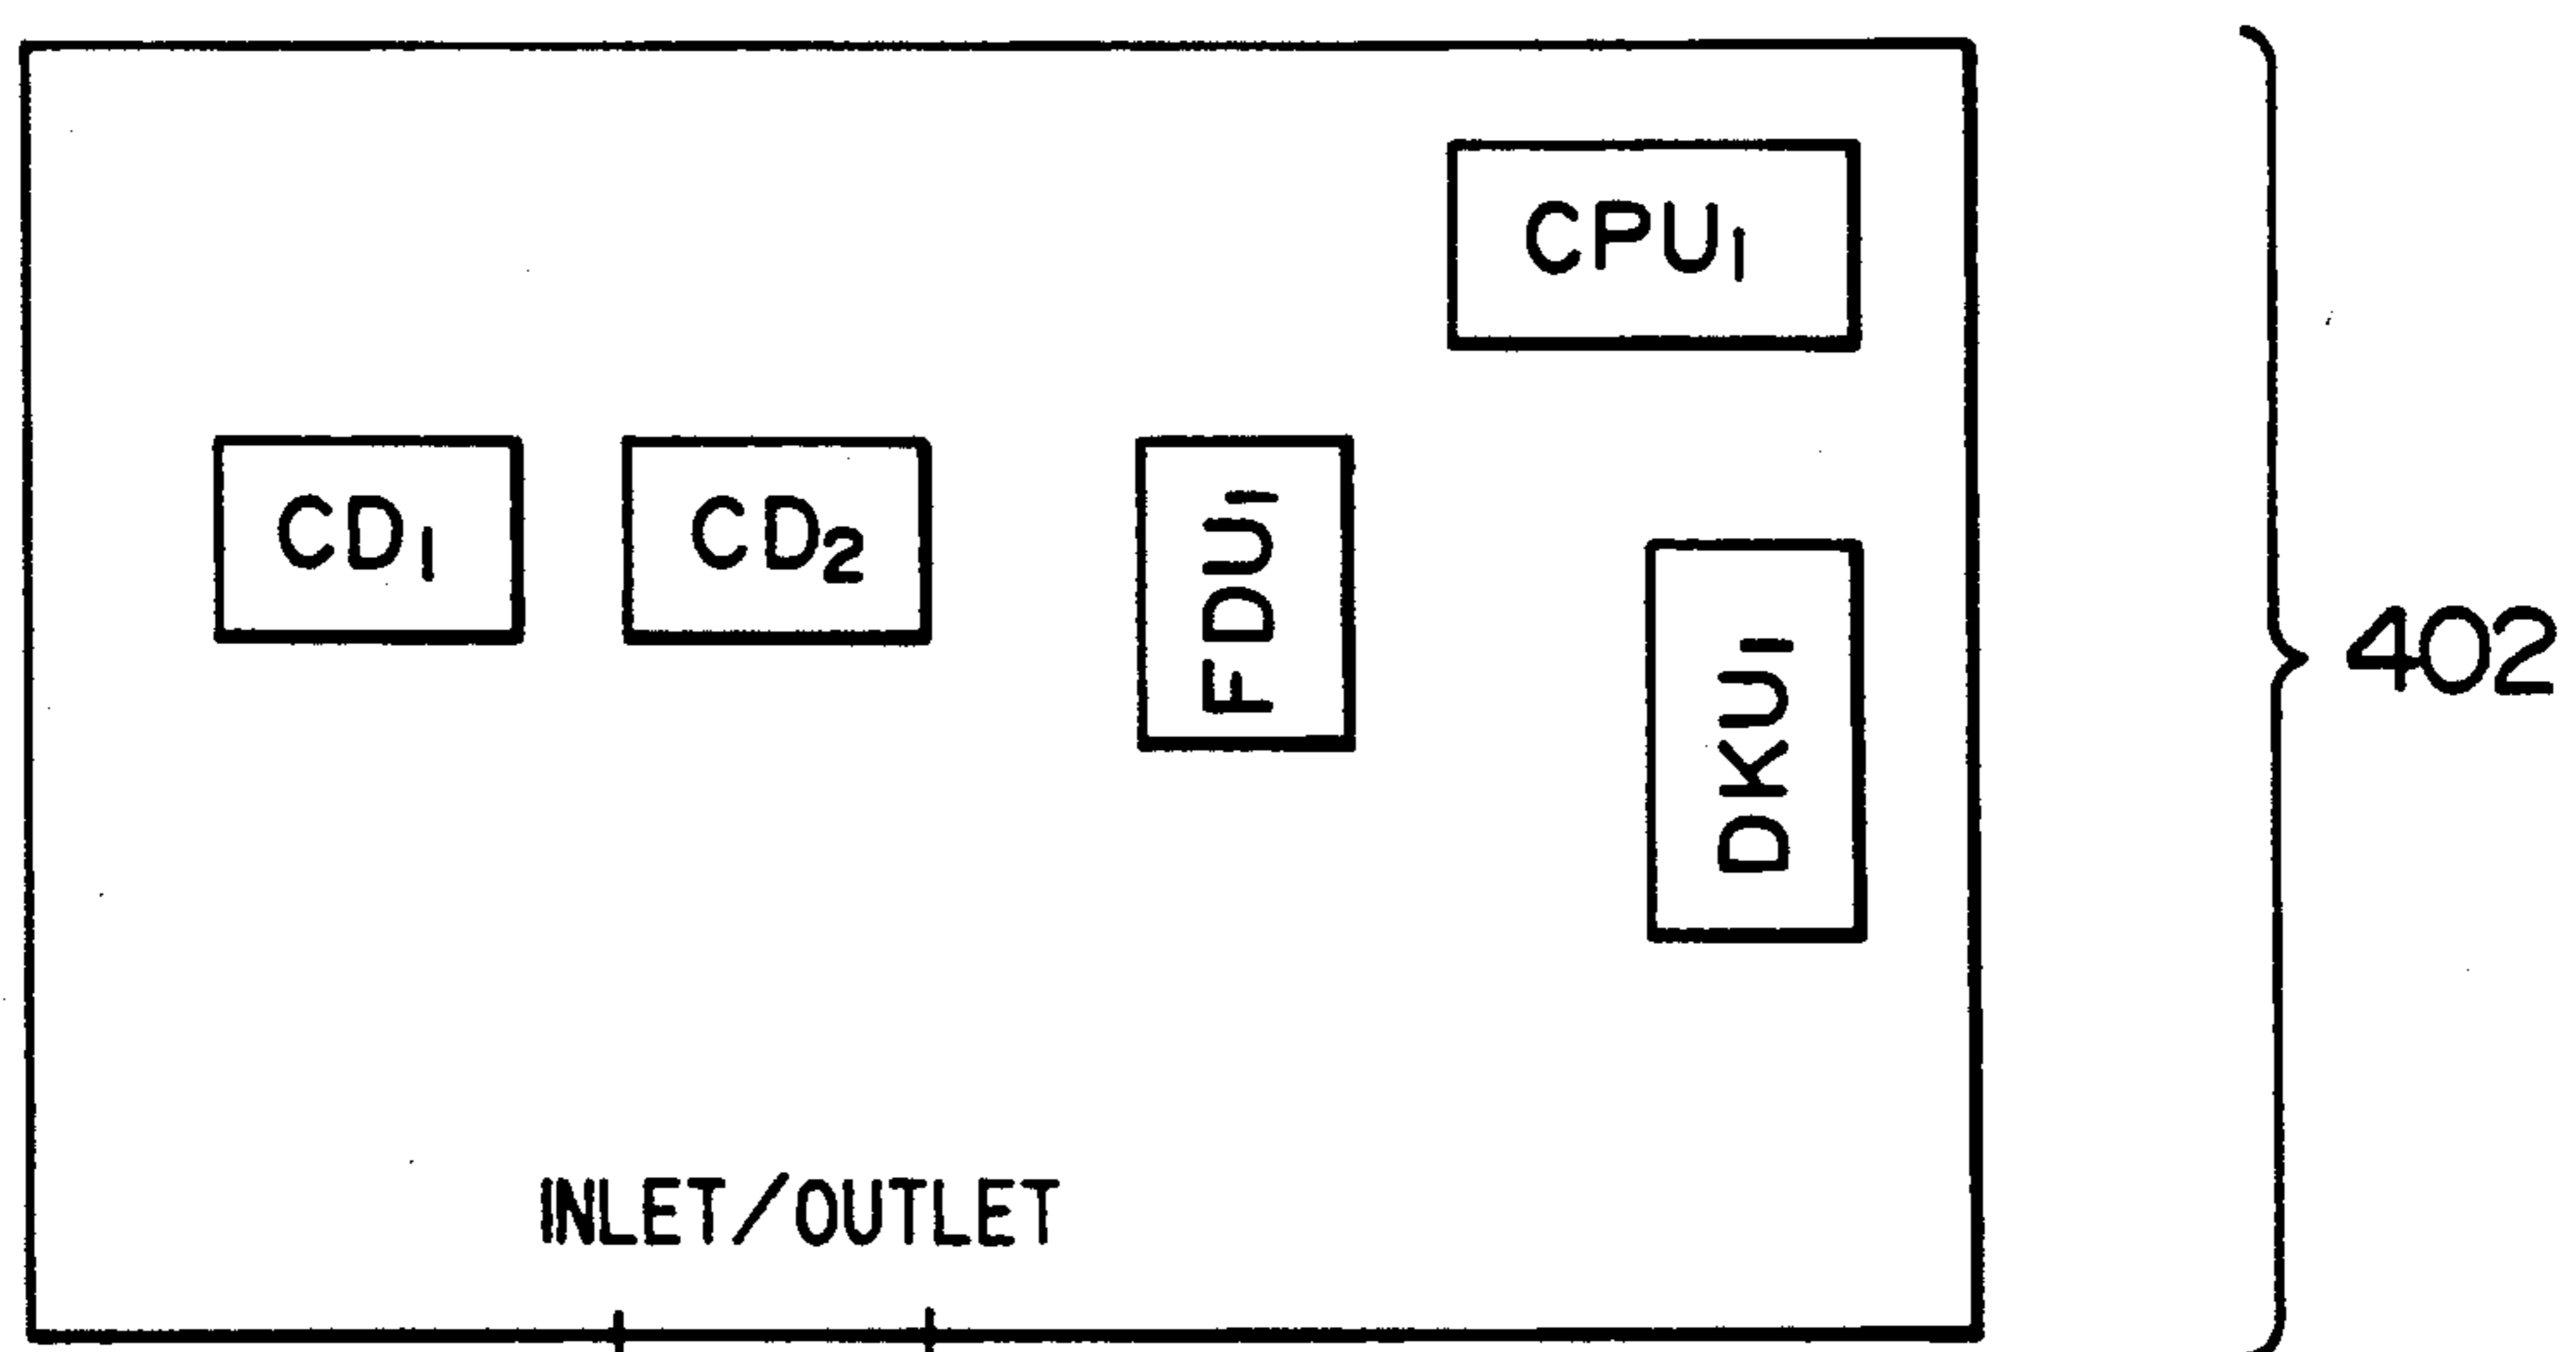 CPU₁
CD₁
CD₂
FDU₁
DKU₁
402
INLET/OUTLET